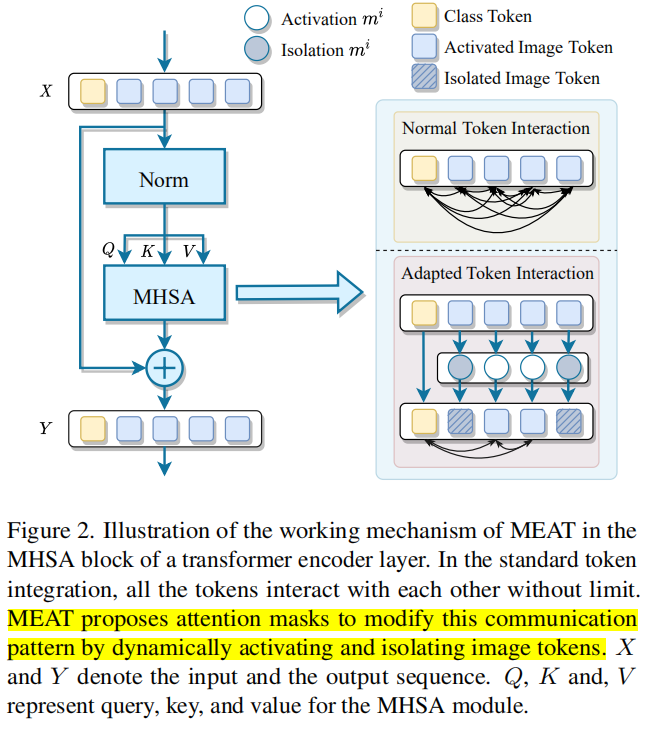 Activation mⁱ
Isolation mⁱ
Class Token
Activated Image Token
Isolated Image Token
X
Norm
Q K V
MHSA
Y
Normal Token Interaction
Adapted Token Interaction
Figure 2. Illustration of the working mechanism of MEAT in the
MHSA block of a transformer encoder layer. In the standard token
integration, all the tokens interact with each other without limit.
MEAT proposes attention masks to modify this communication
pattern by dynamically activating and isolating image tokens. X
and Y denote the input and the output sequence. Q, K and, V
represent query, key, and value for the MHSA module.